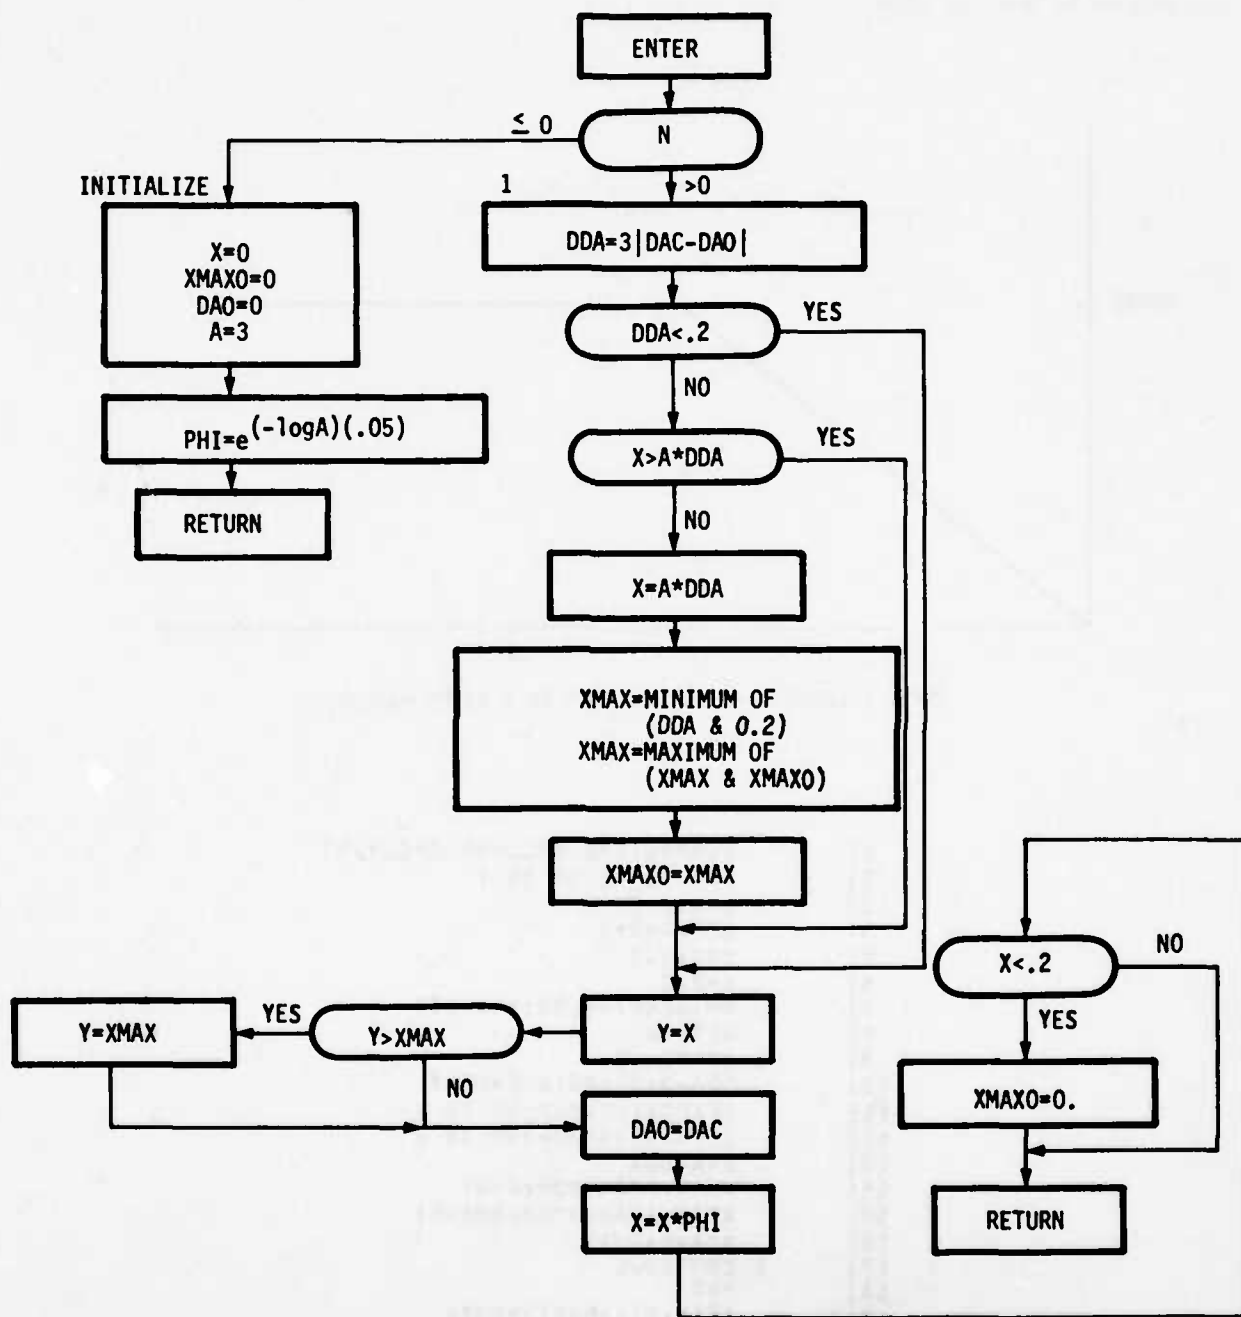 ENTER
N
≤ 0
>0
INITIALIZE
1
X=0
XMAXO=0
DAO=0
A=3
DDA=3|DAC-DAO|
DDA<.2
YES
NO
PHI=e(-logA)(.05)
X>A*DDA
YES
NO
RETURN
X=A*DDA
XMAX=MINIMUM OF
(DDA & 0.2)
XMAX=MAXIMUM OF
(XMAX & XMAXO)
XMAXO=XMAX
Y=X
Y>XMAX
YES
NO
Y=XMAX
DAO=DAC
X=X*PHI
X<.2
NO
YES
XMAXO=0.
RETURN